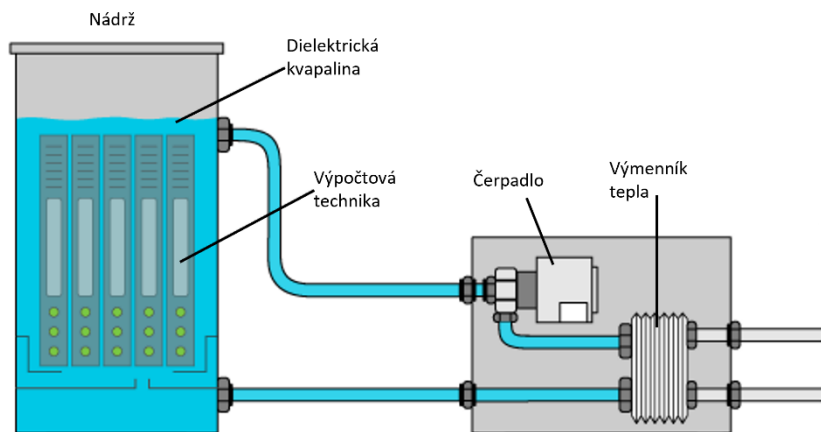 Nádrž
Dielektrická
kvapalina
Výpočtová
technika
Čerpadlo
Výmenník
tepla